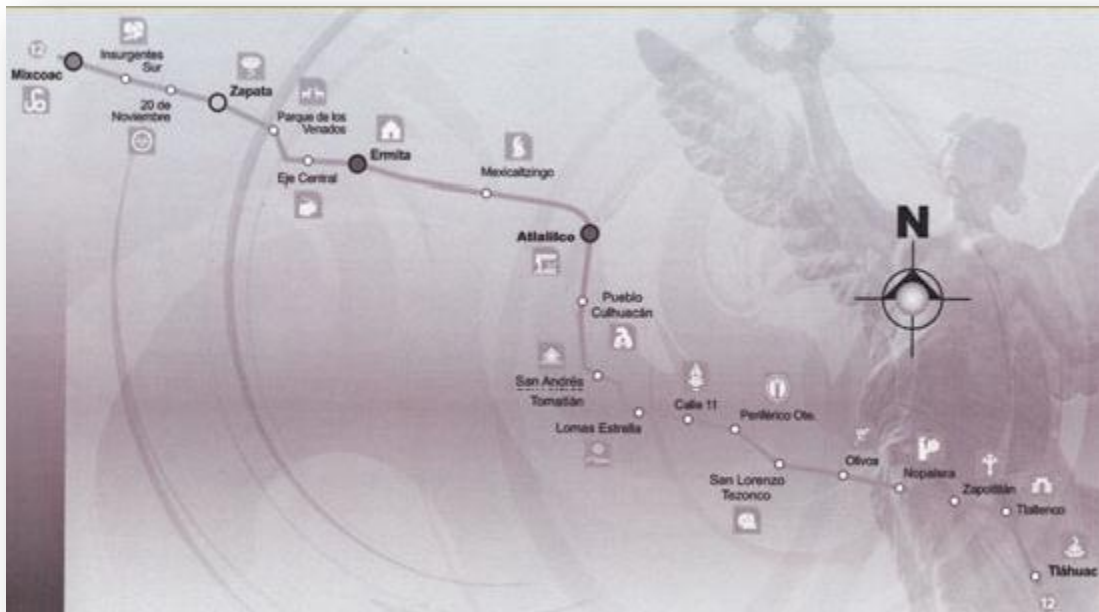 12
Mixcoac
Insurgentes
Sur
20 de
Noviembre
Zapata
Parque de los
Venados
Eje Central
Ermita
Mexicaltzingo
Atlalilco
Pueblo
Culhuacán
San Andrés
Tomatlán
Lomas Estrella
Calle 11
Periférico Ote.
San Lorenzo
Tezonco
Olivos
Nopalera
Zapotitlán
Tlaltenco
Tláhuac
12
N